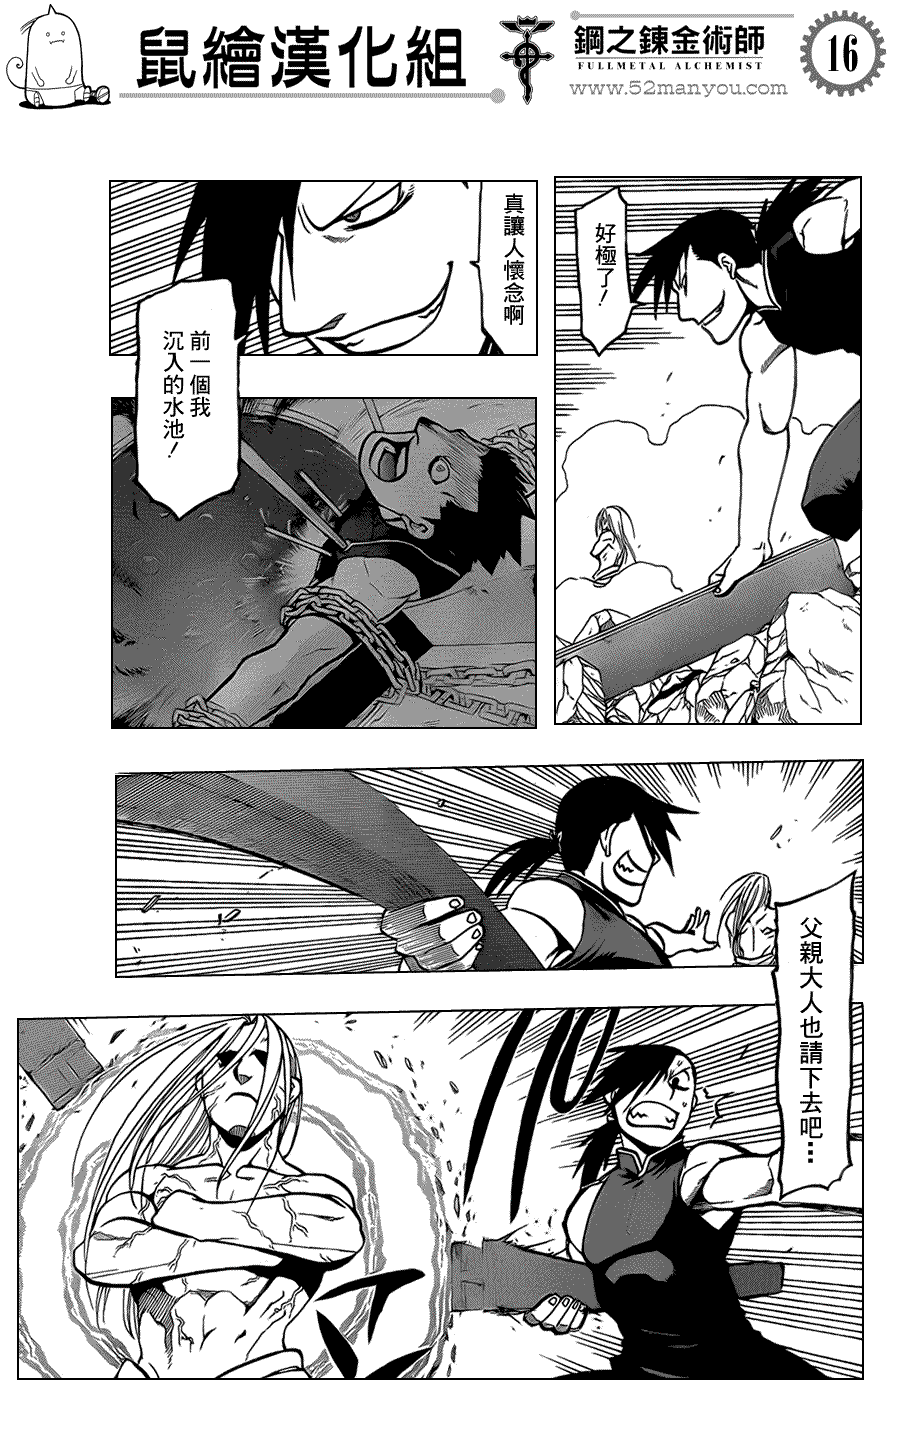 鼠繪漢化組
鋼之鍊金術師
FULLMETAL ALCHEMIST
www.52manyou.com
16
好極了!
真讓人懷念啊
前一個我
沉入的水池!
父親大人也請下去吧…